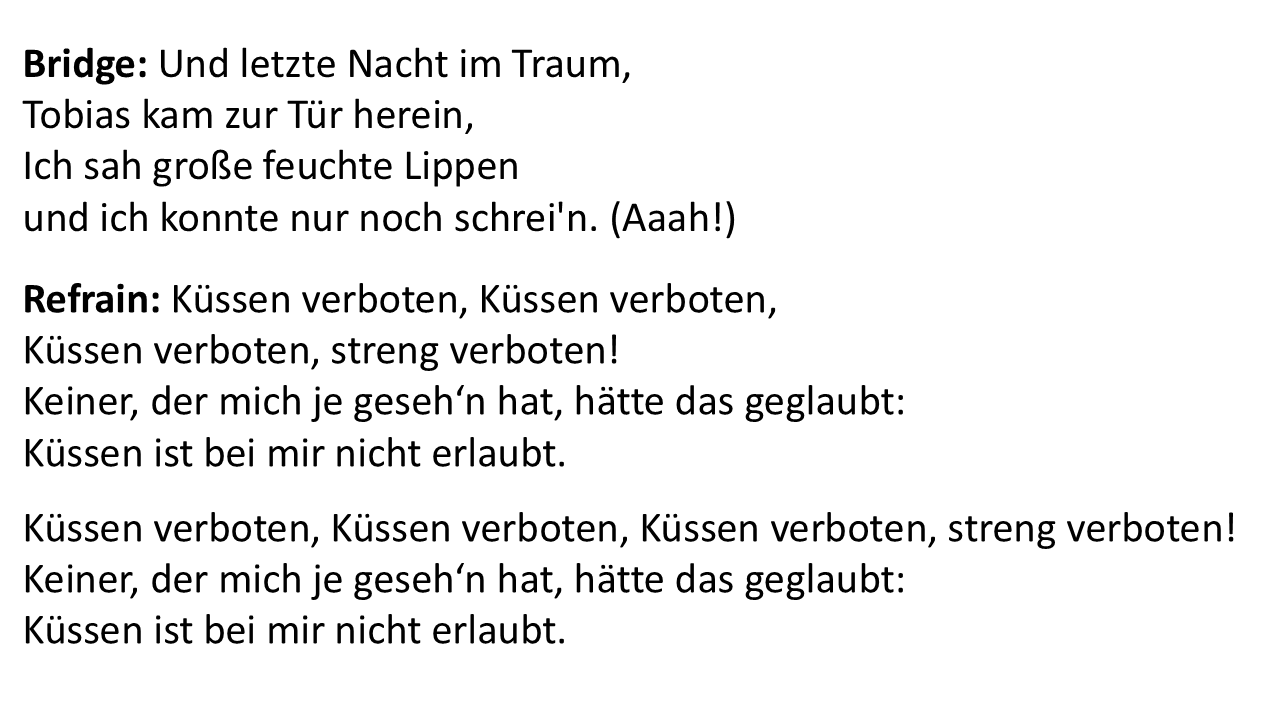 Bridge: Und letzte Nacht im Traum,
Tobias kam zur Tür herein,
Ich sah große feuchte Lippen
und ich konnte nur noch schrei'n. (Aaah!)
Refrain: Küssen verboten, Küssen verboten,
Küssen verboten, streng verboten!
Keiner, der mich je geseh‘n hat, hätte das geglaubt:
Küssen ist bei mir nicht erlaubt.
Küssen verboten, Küssen verboten, Küssen verboten, streng verboten!
Keiner, der mich je geseh‘n hat, hätte das geglaubt:
Küssen ist bei mir nicht erlaubt.